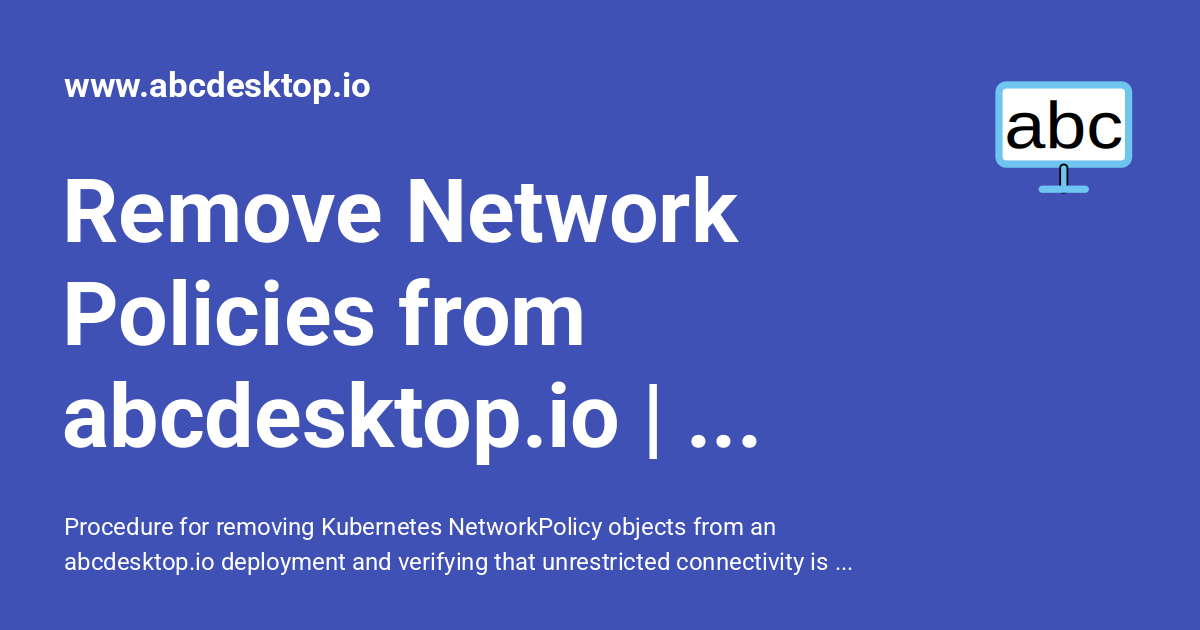 www.abcdesktop.io
abc
Remove Network
Policies from
abcdesktop.io | ...
Procedure for removing Kubernetes NetworkPolicy objects from an
abcdesktop.io deployment and verifying that unrestricted connectivity is ...